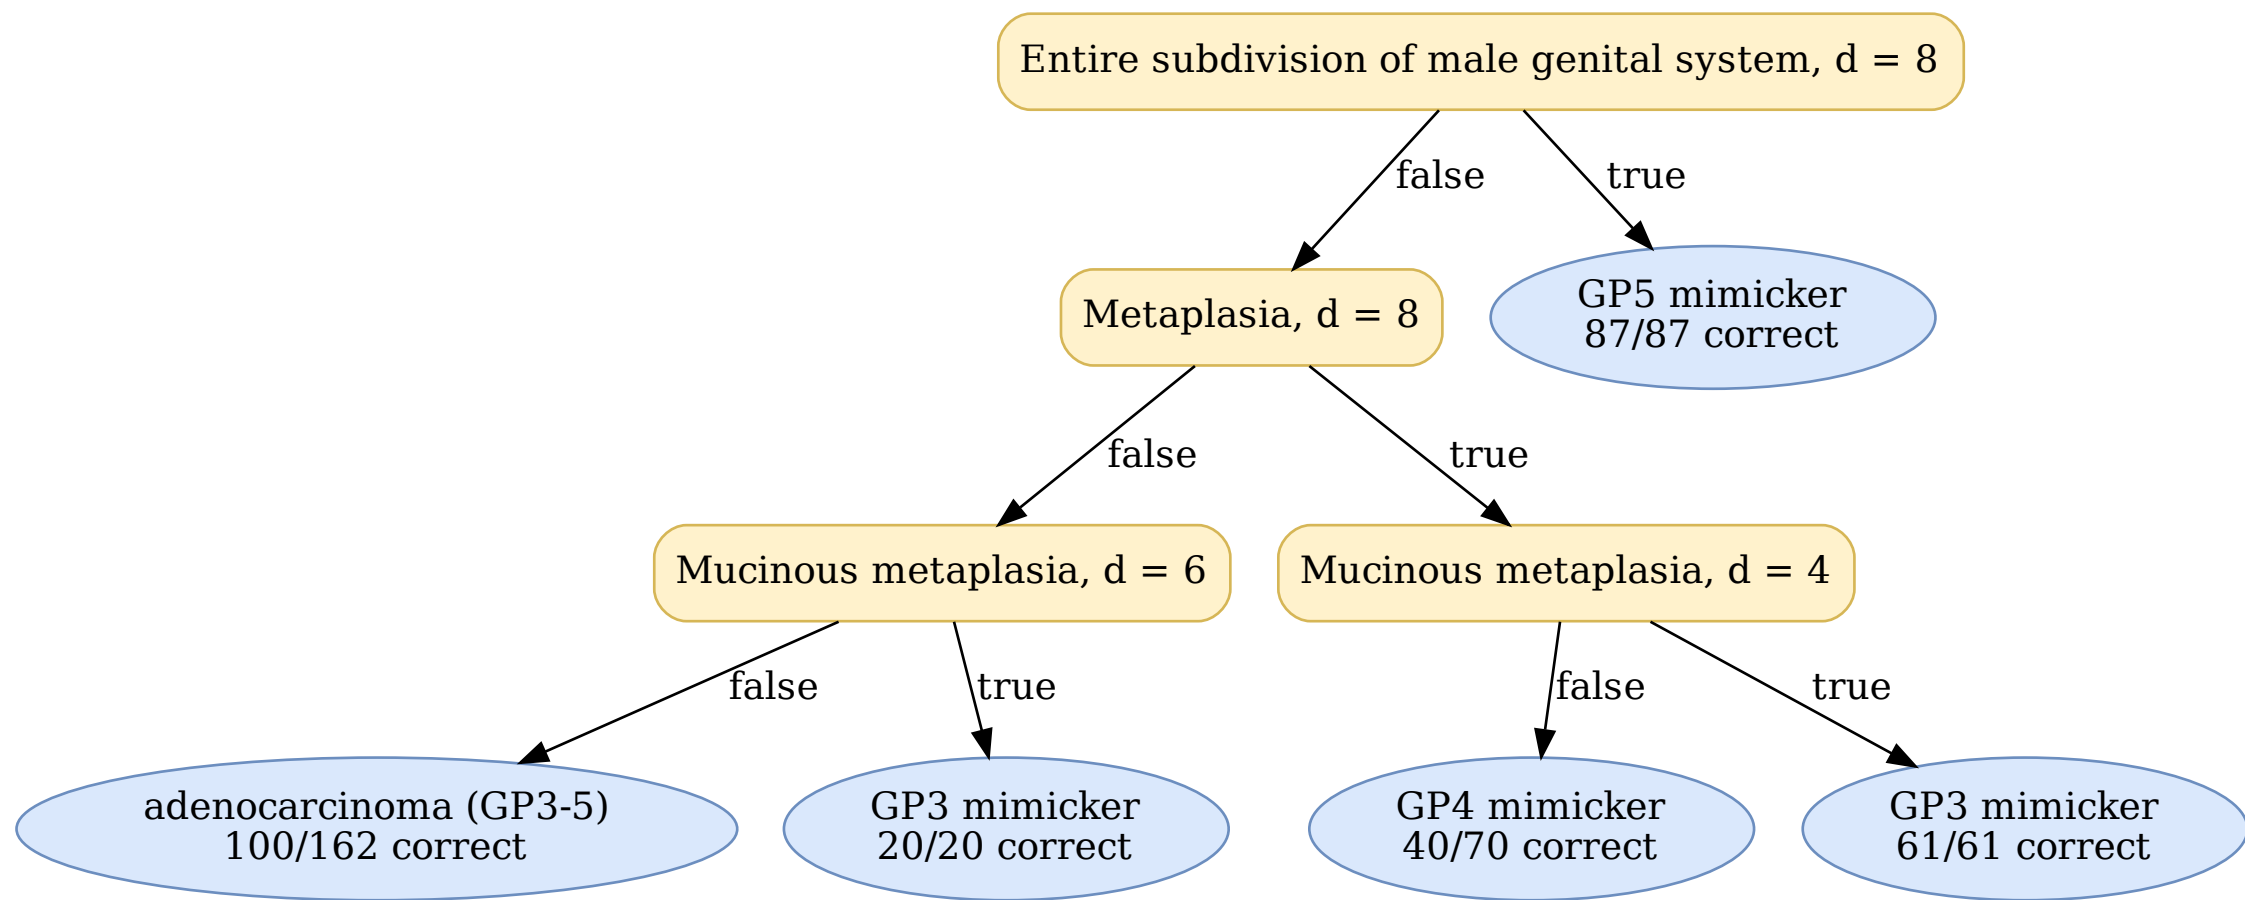 Entire subdivision of male genital system, d = 8
false
true
Metaplasia, d = 8
GP5 mimicker
87/87 correct
false
true
Mucinous metaplasia, d = 6
Mucinous metaplasia, d = 4
false
true
false
true
adenocarcinoma (GP3-5)
100/162 correct
GP3 mimicker
20/20 correct
GP4 mimicker
40/70 correct
GP3 mimicker
61/61 correct